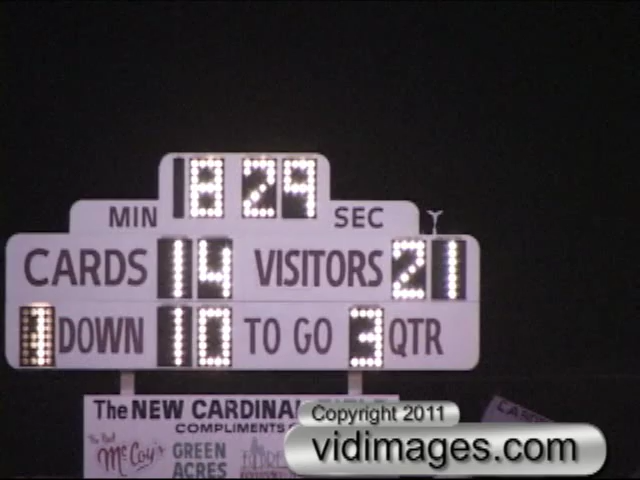 8 24
MIN SEC
CARDS 14 VISITORS 21
1 DOWN 10 TO GO 3 QTR
The NEW CARDINAL
COMPLIMENTS
McCoy's GREEN
ACRES
Copyright 2011
vidimages.com